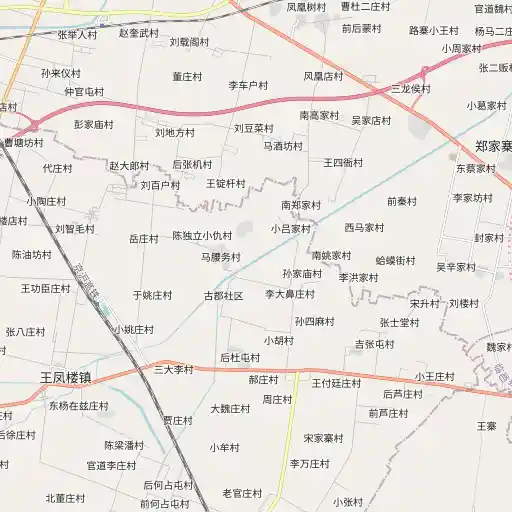 凤凰树村
曹杜二庄村
官道魏村
赵奎武村
张举人村
刘载阁村
前后蒙村
路寨小王村
杨马二庄
小周家村
孙来仪村
董庄村
凤凰店村
张二贩村
仲官屯村
李车户村
三龙侯村
店村
小葛家村
彭家庙村
南高家村
吴家店村
刘地方村
刘豆菜村
曹塘坊村
马酒坊村
郑家寨
赵大郎村
后张机村
王四衙村
代庄村
东蔡家村
刘百户村
王锭杆村
小陶庄村
南郑家村
前秦村
李家坊村
楼店村
刘智毛村
小吕家村
西马家村
岳庄村
陈独立小仇村
封家村
陈油坊村
马腰务村
南姚家村
蛤蟆街村
吴辛家村
京沪高铁
孙家庙村
李洪家村
王功臣庄村
于姚庄村
古郡社区
李大鼻庄村
宋升村
刘楼村
张八庄村
小姚庄村
孙四麻村
张士堂村
小胡村
吉张屯村
魏家村
后杜屯村
三大李村
王凤楼镇
郝庄村
王付廷庄村
小王庄村
后芦庄村
东杨在兹庄村
大魏庄村
周庄村
前芦庄村
贾庄村
王寨
后徐庄村
陈梁潘村
小牟村
宋家寨村
官道李庄村
李万庄村
后何占屯村
老官庄村
北董庄村
前何占屯村
小张村